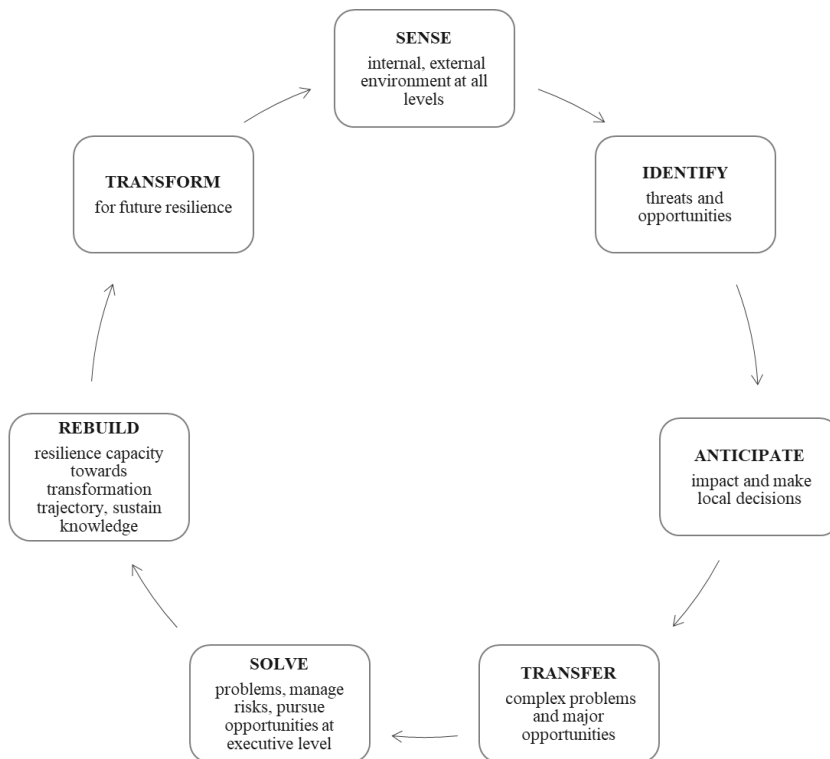 SENSE
internal, external
environment at all
levels
IDENTIFY
threats and
opportunities
ANTICIPATE
impact and make
local decisions
TRANSFER
complex problems
and major
opportunities
SOLVE
problems, manage
risks, pursue
opportunities at
executive level
REBUILD
resilience capacity
towards
transformation
trajectory, sustain
knowledge
TRANSFORM
for future resilience